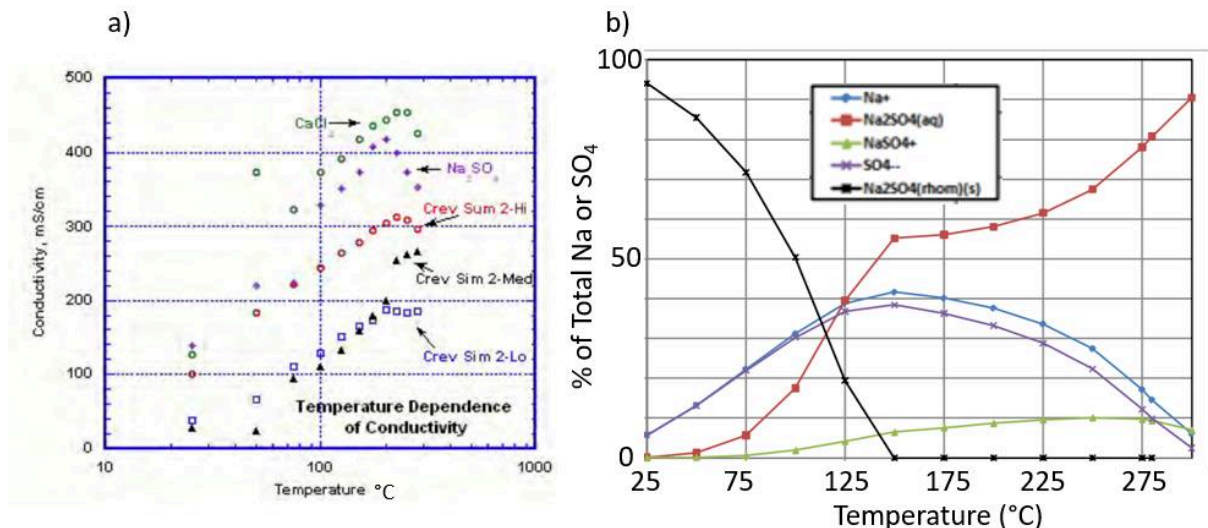 a)
500
400
300
200
100
0
10
100
1000
Conductivity, mS/cm
Temperature °C
CaCl
Na SO
Crev Sum 2-Hi
Crev Sim 2-Med
Crev Sim 2-Lo
Temperature Dependence
of Conductivity
b)
100
50
0
% of Total Na or SO4
Na+
Na2SO4(aq)
NaSO4+
SO4--
Na2SO4(rhom)(s)
25
75
125
175
225
275
Temperature (°C)